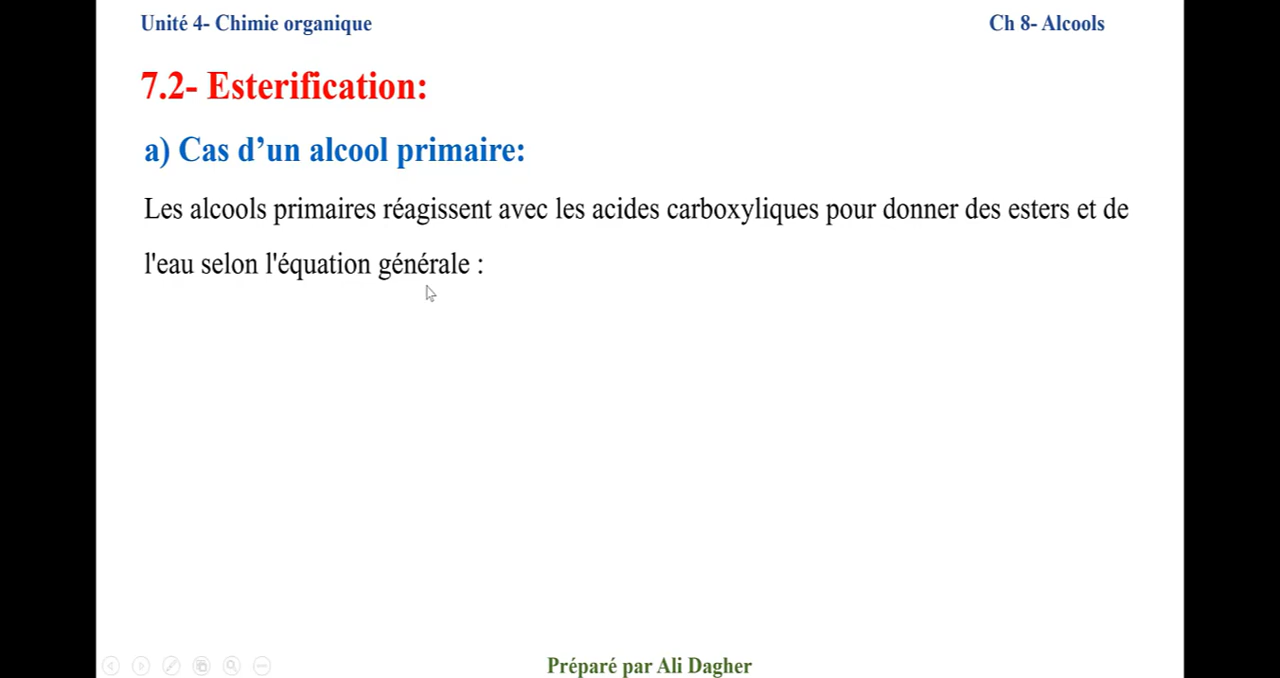 Unité 4- Chimie organique
Ch 8- Alcools
7.2- Esterification:
a) Cas d’un alcool primaire:
Les alcools primaires réagissent avec les acides carboxyliques pour donner des esters et de
l'eau selon l'équation générale :
Préparé par Ali Dagher